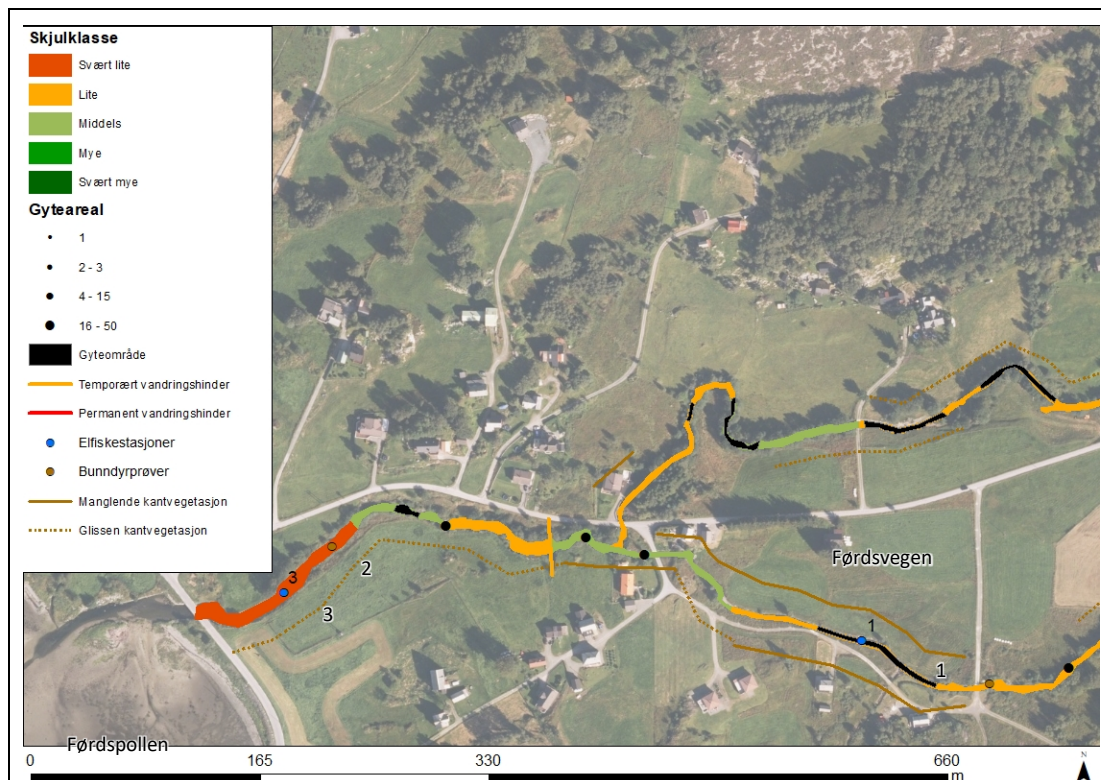 Skjulklasse
Svært lite
Lite
Middels
Mye
Svært mye
Gyteareal
1
2 - 3
4 - 15
16 - 50
Gyteområde
Temporært vandringshinder
Permanent vandringshinder
Elfiskestasjoner
Bunndyrprøver
Manglende kantvegetasjon
Glissen kantvegetasjon
Førdsvegen
3
2
3
1
1
Førdspollen
0
165
330
660
m
N